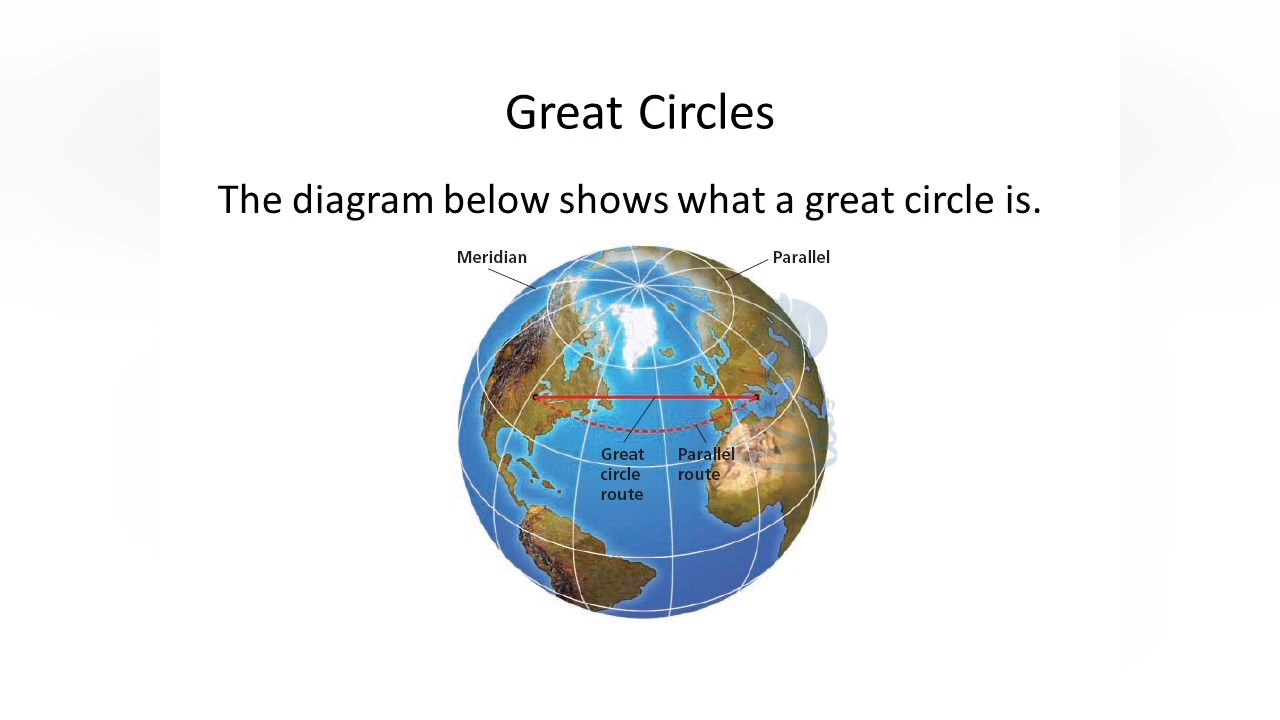 Great Circles
The diagram below shows what a great circle is.
Meridian
Parallel
Great
circle
route
Parallel
route